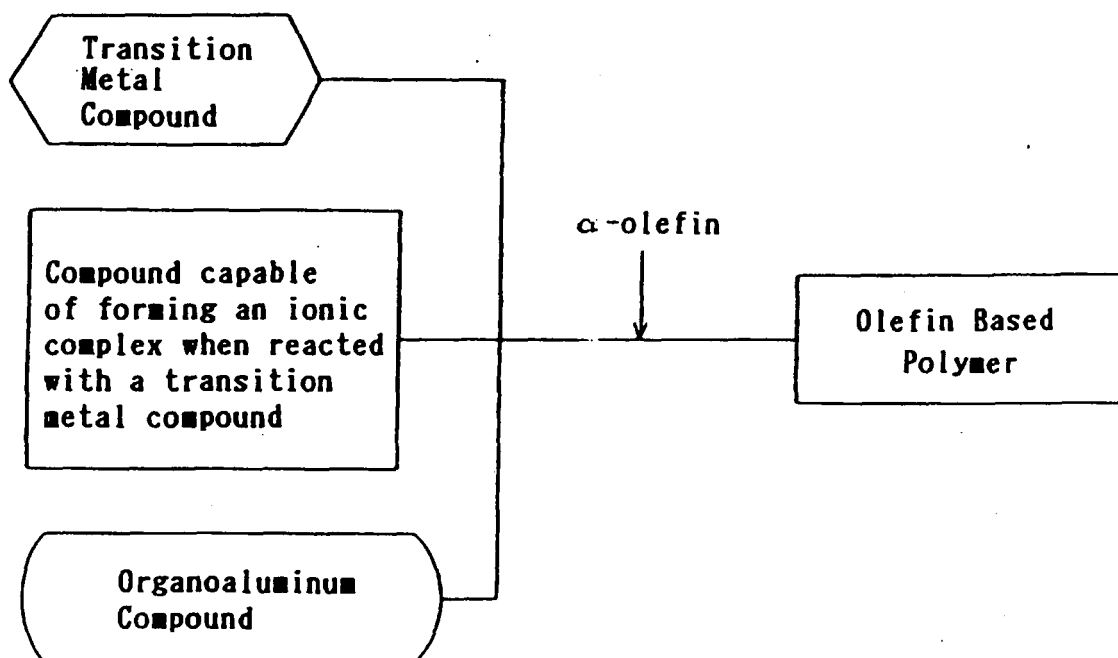 Transition
Metal
Compound
α-olefin
Compound capable
of forming an ionic
complex when reacted
with a transition
metal compound
Olefin Based
Polymer
Organoaluminum
Compound